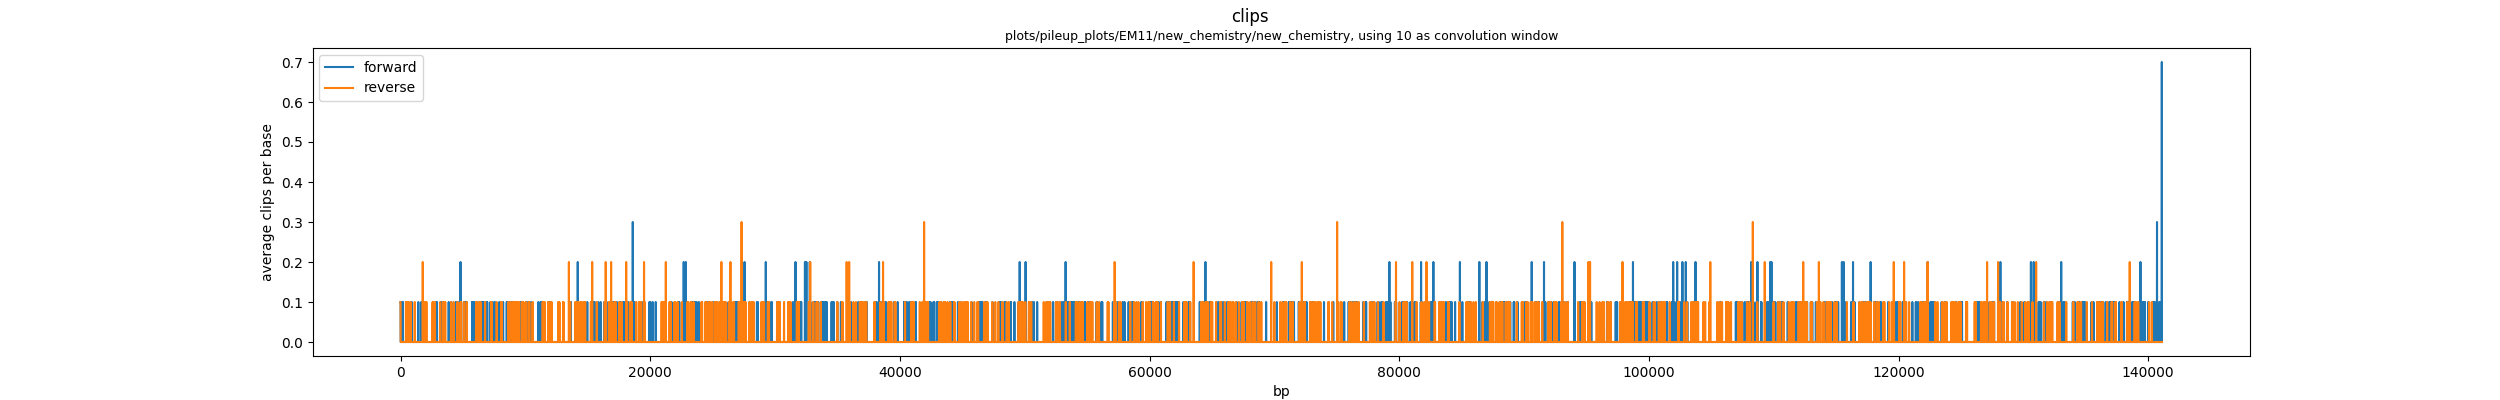 clips
plots/pileup_plots/EM11/new_chemistry/new_chemistry, using 10 as convolution window
forward
reverse
average clips per base
0.7
0.6
0.5
0.4
0.3
0.2
0.1
0.0
0 20000 40000 60000 80000 100000 120000 140000
bp